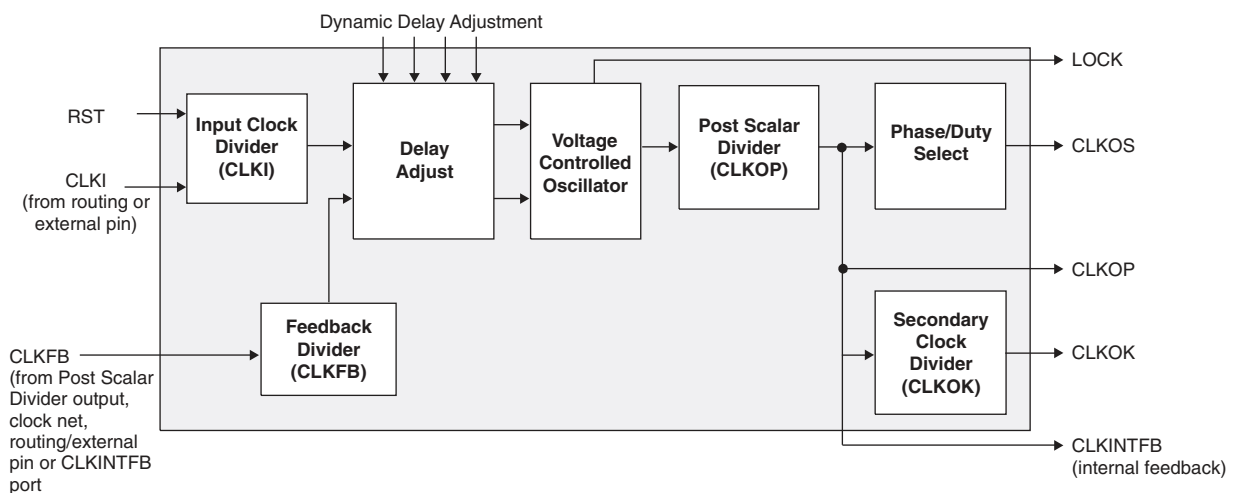 Dynamic Delay Adjustment
LOCK
RST
Input Clock
Divider
(CLKI)
Delay
Adjust
Voltage
Controlled
Oscillator
Post Scalar
Divider
(CLKOP)
Phase/Duty
Select
CLKOS
CLKI
(from routing or
external pin)
CLKOP
Feedback
Divider
(CLKFB)
Secondary
Clock
Divider
(CLKOK)
CLKOK
CLKFB
(from Post Scalar
Divider output,
clock net,
routing/external
pin or CLKINTFB
port
CLKINTFB
(internal feedback)